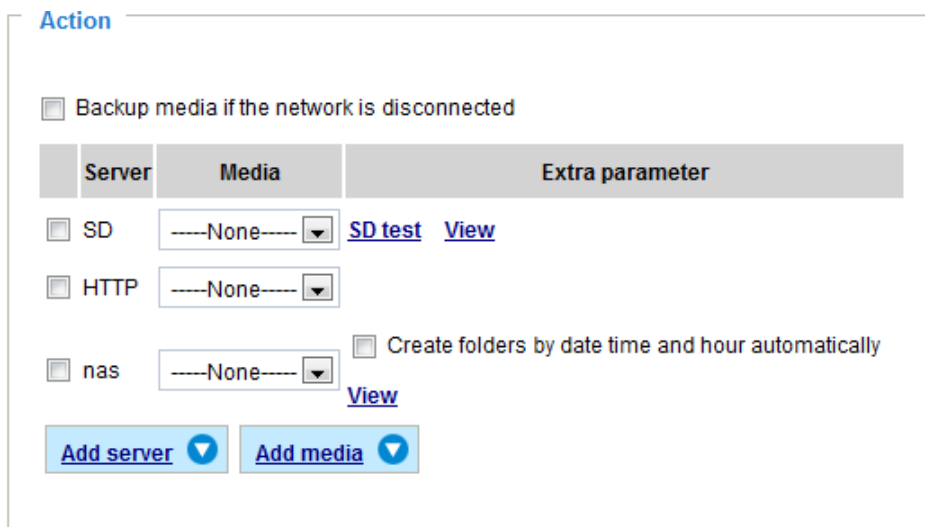 Action
Backup media if the network is disconnected
Server Media Extra parameter
SD -----None----- SD test View
HTTP -----None-----
nas -----None----- Create folders by date time and hour automatically
View
Add server Add media